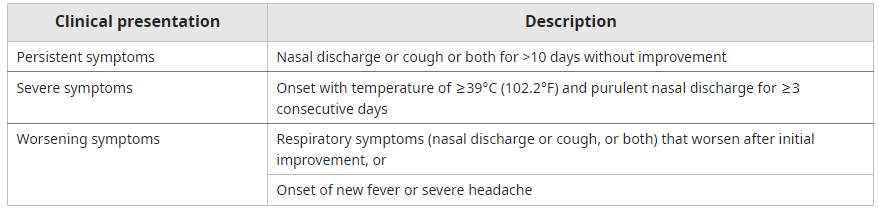 Clinical presentation Description
Persistent symptoms Nasal discharge or cough or both for >10 days without improvement
Severe symptoms Onset with temperature of ≥39°C (102.2°F) and purulent nasal discharge for ≥3
consecutive days
Worsening symptoms Respiratory symptoms (nasal discharge or cough, or both) that worsen after initial
improvement, or
Onset of new fever or severe headache